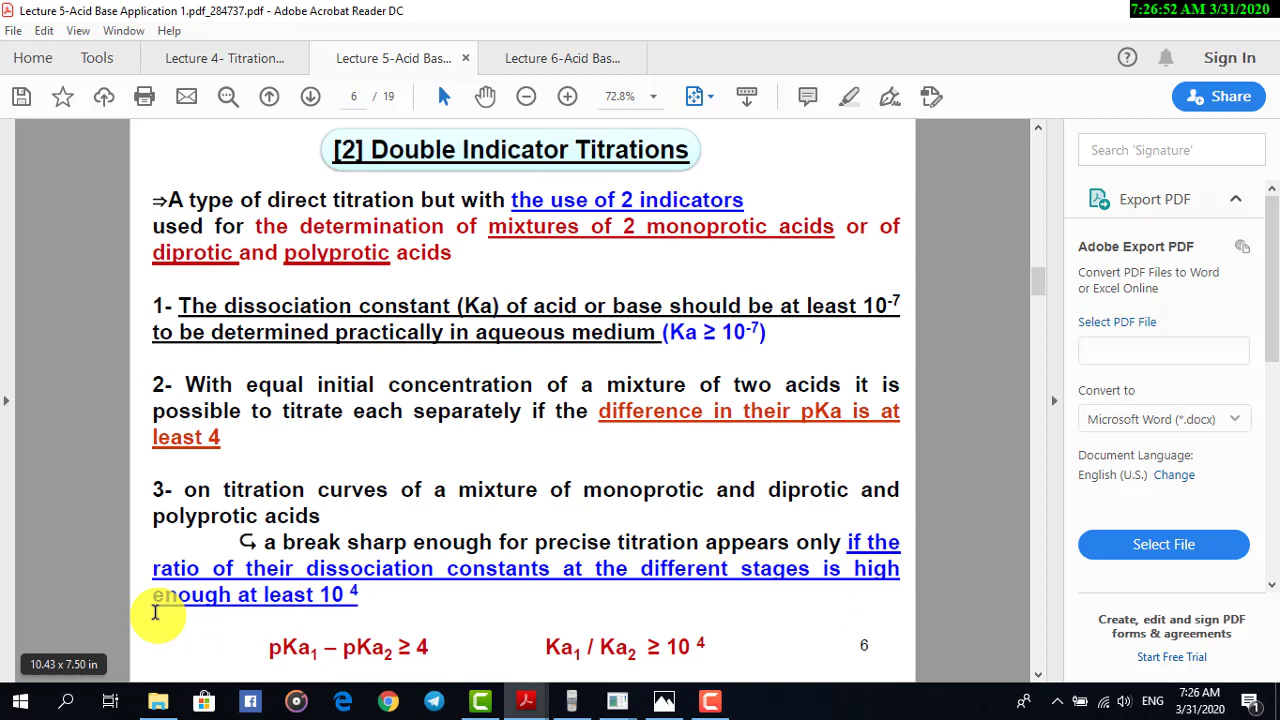 Lecture 5-Acid Base Application 1.pdf_284737.pdf - Adobe Acrobat Reader DC
7:26:52 AM 3/31/2020
File Edit View Window Help
Home Tools Lecture 4- Titration... Lecture 5-Acid Bas... × Lecture 6-Acid Bas... Sign In
6 / 19 72.8% Share
[2] Double Indicator Titrations
⇒A type of direct titration but with the use of 2 indicators
used for the determination of mixtures of 2 monoprotic acids or of
diprotic and polyprotic acids
1- The dissociation constant (Ka) of acid or base should be at least 10⁻⁷
to be determined practically in aqueous medium (Ka ≥ 10⁻⁷)
2- With equal initial concentration of a mixture of two acids it is
possible to titrate each separately if the difference in their pKa is at
least 4
3- on titration curves of a mixture of monoprotic and diprotic and
polyprotic acids
⤷ a break sharp enough for precise titration appears only if the
ratio of their dissociation constants at the different stages is high
enough at least 10 ⁴
pKa₁ – pKa₂ ≥ 4 Ka₁ / Ka₂ ≥ 10 ⁴
6
10.43 x 7.50 in
Search 'Signature'
Export PDF
Adobe Export PDF
Convert PDF Files to Word
or Excel Online
Select PDF File
Convert to
Microsoft Word (*.docx)
Document Language:
English (U.S.) Change
Select File
Create, edit and sign PDF
forms & agreements
Start Free Trial
ENG
7:26 AM
3/31/2020
1